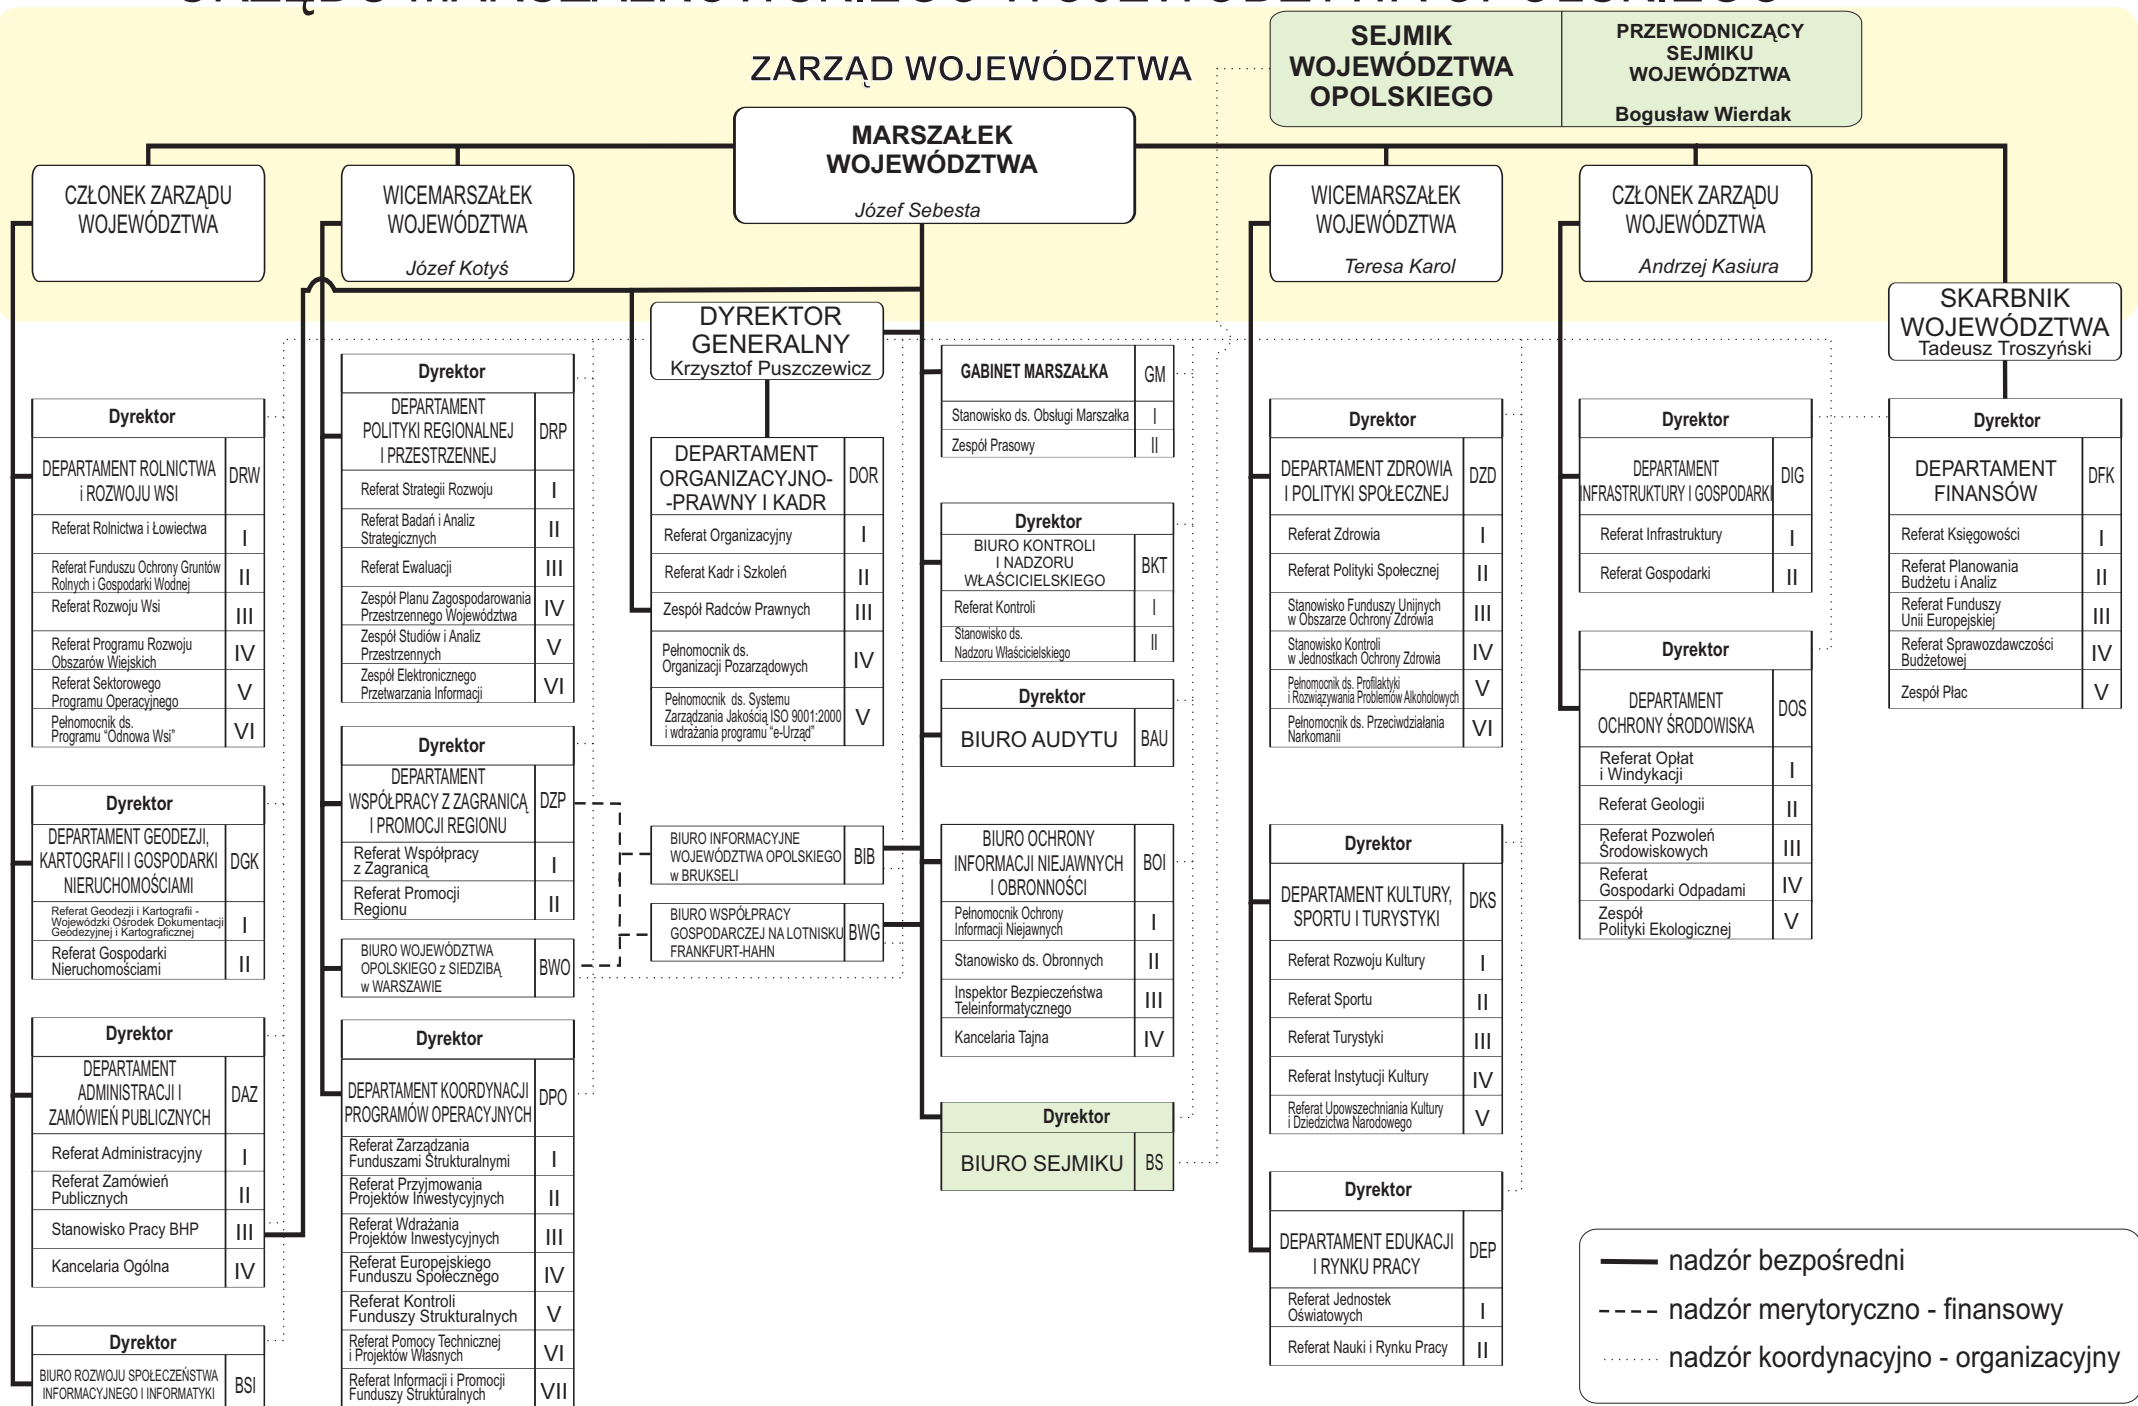 URZĘDU MARSZAŁKOWSKIEGO WOJEWÓDZTWA OPOLSKIEGO
ZARZĄD WOJEWÓDZTWA
SEJMIK
WOJEWÓDZTWA
OPOLSKIEGO
PRZEWODNICZĄCY
SEJMIKU
WOJEWÓDZTWA
Bogusław Wierdak
MARSZAŁEK
WOJEWÓDZTWA
Józef Sebesta
CZŁONEK ZARZĄDU
WOJEWÓDZTWA
WICEMARSZAŁEK
WOJEWÓDZTWA
Józef Kotyś
WICEMARSZAŁEK
WOJEWÓDZTWA
Teresa Karol
CZŁONEK ZARZĄDU
WOJEWÓDZTWA
Andrzej Kasiura
SKARBNIK
WOJEWÓDZTWA
Tadeusz Troszyński
DYREKTOR
GENERALNY
Krzysztof Puszczewicz
Dyrektor
DEPARTAMENT ROLNICTWA
i ROZWOJU WSI
DRW
Referat Rolnictwa i Łowiectwa
I
Referat Funduszu Ochrony Gruntów
Rolnych i Gospodarki Wodnej
II
Referat Rozwoju Wsi
III
Referat Programu Rozwoju
Obszarów Wiejskich
IV
Referat Sektorowego
Programu Operacyjnego
V
Pełnomocnik ds.
Programu “Odnowa Wsi”
VI
Dyrektor
DEPARTAMENT GEODEZJI,
KARTOGRAFII I GOSPODARKI
NIERUCHOMOŚCIAMI
DGK
Referat Geodezji i Kartografii -
Wojewódzki Ośrodek Dokumentacji
Geodezyjnej i Kartograficznej
I
Referat Gospodarki
Nieruchomościami
II
Dyrektor
DEPARTAMENT
ADMINISTRACJI I
ZAMÓWIEŃ PUBLICZNYCH
DAZ
Referat Administracyjny
I
Referat Zamówień
Publicznych
II
Stanowisko Pracy BHP
III
Kancelaria Ogólna
IV
Dyrektor
BIURO ROZWOJU SPOŁECZEŃSTWA
INFORMACYJNEGO I INFORMATYKI
BSI
Dyrektor
DEPARTAMENT
POLITYKI REGIONALNEJ
I PRZESTRZENNEJ
DRP
Referat Strategii Rozwoju
I
Referat Badań i Analiz
Strategicznych
II
Referat Ewaluacji
III
Zespół Planu Zagospodarowania
Przestrzennego Województwa
IV
Zespół Studiów i Analiz
Przestrzennych
V
Zespół Elektronicznego
Przetwarzania Informacji
VI
Dyrektor
DEPARTAMENT
WSPÓŁPRACY Z ZAGRANICĄ
I PROMOCJI REGIONU
DZP
Referat Współpracy
z Zagranicą
I
Referat Promocji
Regionu
II
BIURO WOJEWÓDZTWA
OPOLSKIEGO z SIEDZIBĄ
w WARSZAWIE
BWO
Dyrektor
DEPARTAMENT KOORDYNACJI
PROGRAMÓW OPERACYJNYCH
DPO
Referat Zarządzania
Funduszami Strukturalnymi
I
Referat Przyjmowania
Projektów Inwestycyjnych
II
Referat Wdrażania
Projektów Inwestycyjnych
III
Referat Europejskiego
Funduszu Społecznego
IV
Referat Kontroli
Funduszy Strukturalnych
V
Referat Pomocy Technicznej
i Projektów Własnych
VI
Referat Informacji i Promocji
Funduszy Strukturalnych
VII
DEPARTAMENT
ORGANIZACYJNO-
-PRAWNY I KADR
DOR
Referat Organizacyjny
I
Referat Kadr i Szkoleń
II
Zespół Radców Prawnych
III
Pełnomocnik ds.
Organizacji Pozarządowych
IV
Pełnomocnik ds. Systemu
Zarządzania Jakością ISO 9001:2000
i wdrażania programu “e-Urząd”
V
BIURO INFORMACYJNE
WOJEWÓDZTWA OPOLSKIEGO
w BRUKSELI
BIB
BIURO WSPÓŁPRACY
GOSPODARCZEJ NA LOTNISKU
FRANKFURT-HAHN
BWG
GABINET MARSZAŁKA
GM
Stanowisko ds. Obsługi Marszałka
I
Zespół Prasowy
II
Dyrektor
BIURO KONTROLI
I NADZORU
WŁAŚCICIELSKIEGO
BKT
Referat Kontroli
I
Stanowisko ds.
Nadzoru Właścicielskiego
II
Dyrektor
BIURO AUDYTU
BAU
BIURO OCHRONY
INFORMACJI NIEJAWNYCH
I OBRONNOŚCI
BOI
Pełnomocnik Ochrony
Informacji Niejawnych
I
Stanowisko ds. Obronnych
II
Inspektor Bezpieczeństwa
Teleinformatycznego
III
Kancelaria Tajna
IV
Dyrektor
BIURO SEJMIKU
BS
Dyrektor
DEPARTAMENT ZDROWIA
I POLITYKI SPOŁECZNEJ
DZD
Referat Zdrowia
I
Referat Polityki Społecznej
II
Stanowisko Funduszy Unijnych
w Obszarze Ochrony Zdrowia
III
Stanowisko Kontroli
w Jednostkach Ochrony Zdrowia
IV
Pełnomocnik ds. Profilaktyki
i Rozwiązywania Problemów Alkoholowych
V
Pełnomocnik ds. Przeciwdziałania
Narkomanii
VI
Dyrektor
DEPARTAMENT KULTURY,
SPORTU I TURYSTYKI
DKS
Referat Rozwoju Kultury
I
Referat Sportu
II
Referat Turystyki
III
Referat Instytucji Kultury
IV
Referat Upowszechniania Kultury
i Dziedzictwa Narodowego
V
Dyrektor
DEPARTAMENT EDUKACJI
I RYNKU PRACY
DEP
Referat Jednostek
Oświatowych
I
Referat Nauki i Rynku Pracy
II
Dyrektor
DEPARTAMENT
INFRASTRUKTURY I GOSPODARKI
DIG
Referat Infrastruktury
I
Referat Gospodarki
II
Dyrektor
DEPARTAMENT
OCHRONY ŚRODOWISKA
DOS
Referat Opłat
i Windykacji
I
Referat Geologii
II
Referat Pozwoleń
Środowiskowych
III
Referat
Gospodarki Odpadami
IV
Zespół
Polityki Ekologicznej
V
Dyrektor
DEPARTAMENT
FINANSÓW
DFK
Referat Księgowości
I
Referat Planowania
Budżetu i Analiz
II
Referat Funduszy
Unii Europejskiej
III
Referat Sprawozdawczości
Budżetowej
IV
Zespół Płac
V
nadzór bezpośredni
nadzór merytoryczno - finansowy
nadzór koordynacyjno - organizacyjny